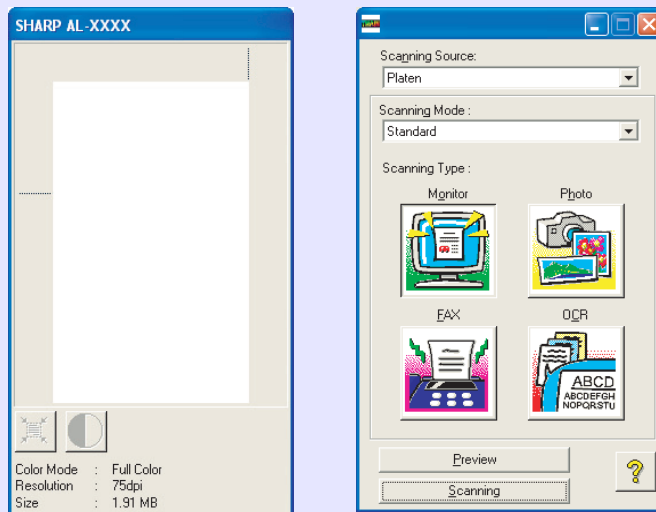 SHARP AL-XXXX
Color Mode : Full Color
Resolution : 75dpi
Size : 1.91 MB
SHARP
Scanning Source:
Platen
Scanning Mode :
Standard
Scanning Type :
Monitor Photo
FAX OCR
ABCD
ABCDEFGH
NOPQRSTU
Preview
Scanning
?